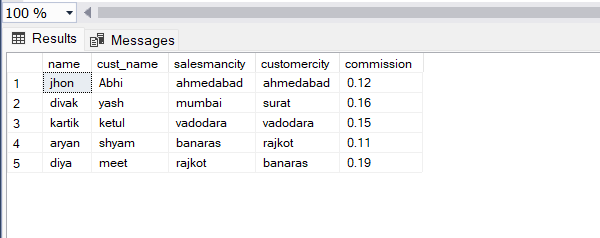 100 %
Results Messages
name cust_name salesmancity customercity commission
1 jhon Abhi ahmedabad ahmedabad 0.12
2 divak yash mumbai surat 0.16
3 kartik ketul vadodara vadodara 0.15
4 aryan shyam banaras rajkot 0.11
5 diya meet rajkot banaras 0.19